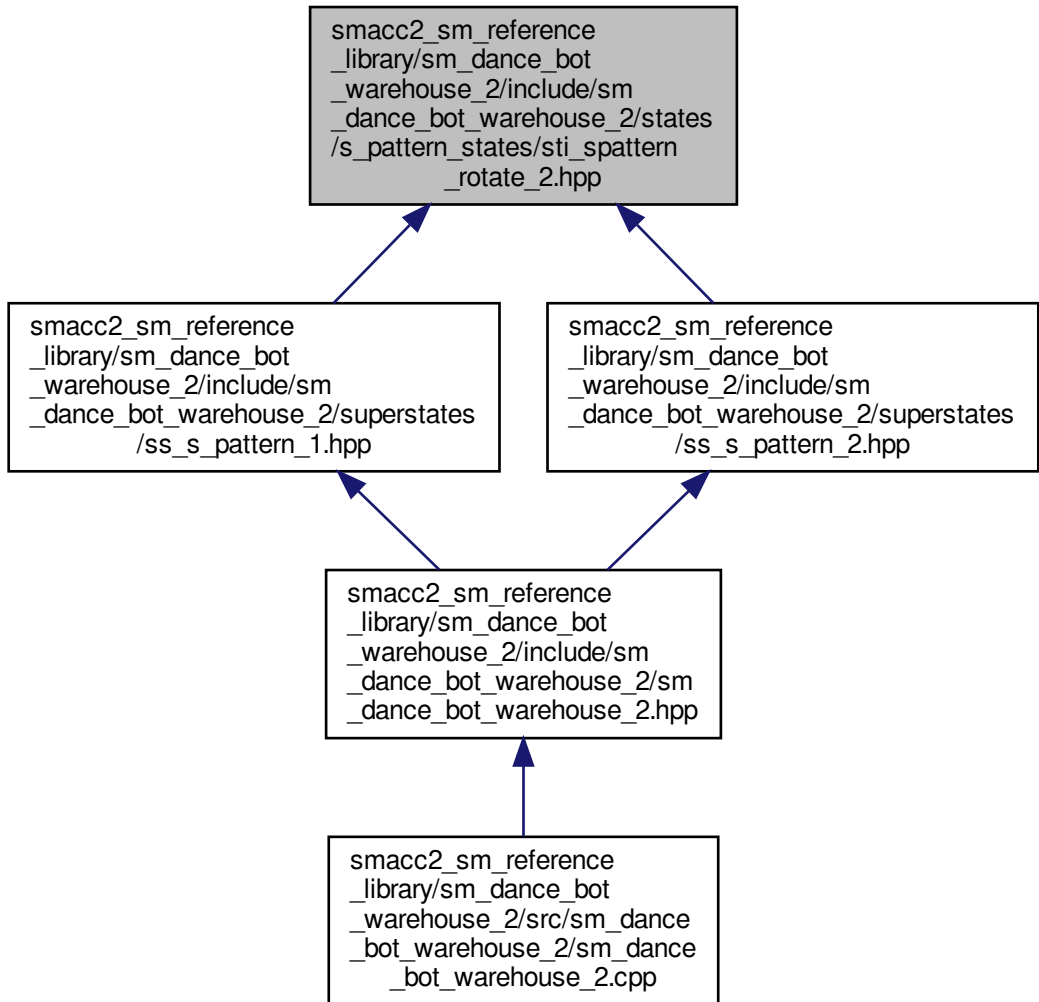 smacc2_sm_reference
_library/sm_dance_bot
_warehouse_2/include/sm
_dance_bot_warehouse_2/states
/s_pattern_states/sti_spattern
_rotate_2.hpp
smacc2_sm_reference
_library/sm_dance_bot
_warehouse_2/include/sm
_dance_bot_warehouse_2/superstates
/ss_s_pattern_1.hpp
smacc2_sm_reference
_library/sm_dance_bot
_warehouse_2/include/sm
_dance_bot_warehouse_2/superstates
/ss_s_pattern_2.hpp
smacc2_sm_reference
_library/sm_dance_bot
_warehouse_2/include/sm
_dance_bot_warehouse_2/sm
_dance_bot_warehouse_2.hpp
smacc2_sm_reference
_library/sm_dance_bot
_warehouse_2/src/sm_dance
_bot_warehouse_2/sm_dance
_bot_warehouse_2.cpp